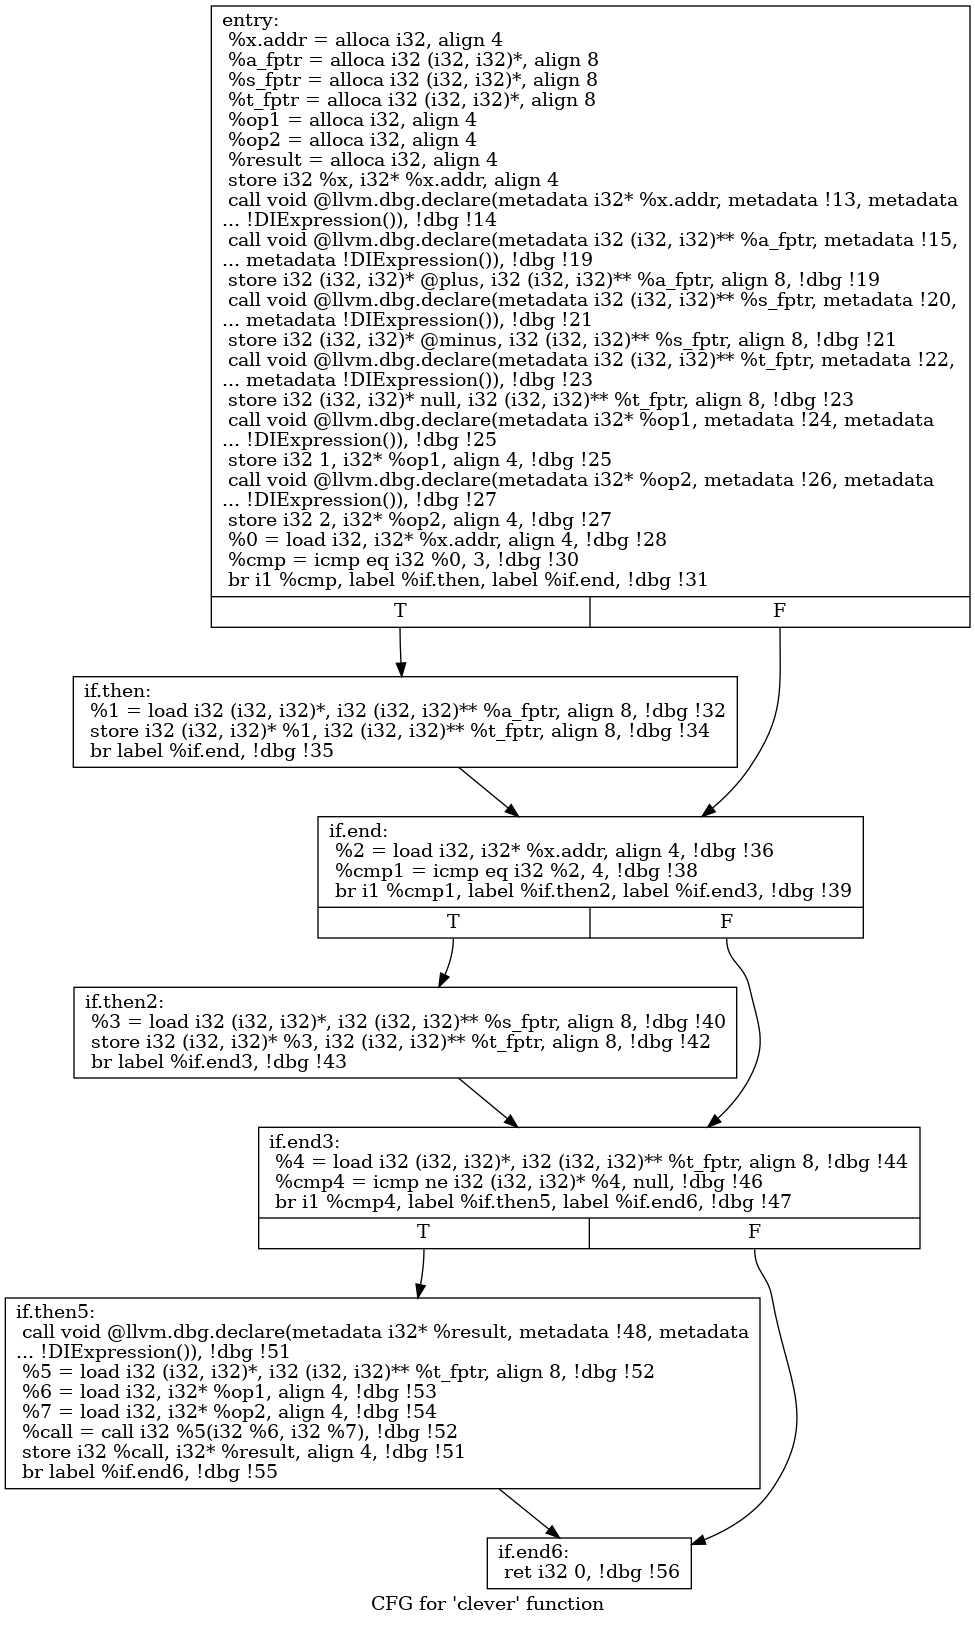 entry:
%x.addr = alloca i32, align 4
%a_fptr = alloca i32 (i32, i32)*, align 8
%s_fptr = alloca i32 (i32, i32)*, align 8
%t_fptr = alloca i32 (i32, i32)*, align 8
%op1 = alloca i32, align 4
%op2 = alloca i32, align 4
%result = alloca i32, align 4
store i32 %x, i32* %x.addr, align 4
call void @llvm.dbg.declare(metadata i32* %x.addr, metadata !13, metadata
... !DIExpression()), !dbg !14
call void @llvm.dbg.declare(metadata i32 (i32, i32)** %a_fptr, metadata !15,
... metadata !DIExpression()), !dbg !19
store i32 (i32, i32)* @plus, i32 (i32, i32)** %a_fptr, align 8, !dbg !19
call void @llvm.dbg.declare(metadata i32 (i32, i32)** %s_fptr, metadata !20,
... metadata !DIExpression()), !dbg !21
store i32 (i32, i32)* @minus, i32 (i32, i32)** %s_fptr, align 8, !dbg !21
call void @llvm.dbg.declare(metadata i32 (i32, i32)** %t_fptr, metadata !22,
... metadata !DIExpression()), !dbg !23
store i32 (i32, i32)* null, i32 (i32, i32)** %t_fptr, align 8, !dbg !23
call void @llvm.dbg.declare(metadata i32* %op1, metadata !24, metadata
... !DIExpression()), !dbg !25
store i32 1, i32* %op1, align 4, !dbg !25
call void @llvm.dbg.declare(metadata i32* %op2, metadata !26, metadata
... !DIExpression()), !dbg !27
store i32 2, i32* %op2, align 4, !dbg !27
%0 = load i32, i32* %x.addr, align 4, !dbg !28
%cmp = icmp eq i32 %0, 3, !dbg !30
br i1 %cmp, label %if.then, label %if.end, !dbg !31
T F
if.then:
%1 = load i32 (i32, i32)*, i32 (i32, i32)** %a_fptr, align 8, !dbg !32
store i32 (i32, i32)* %1, i32 (i32, i32)** %t_fptr, align 8, !dbg !34
br label %if.end, !dbg !35
if.end:
%2 = load i32, i32* %x.addr, align 4, !dbg !36
%cmp1 = icmp eq i32 %2, 4, !dbg !38
br i1 %cmp1, label %if.then2, label %if.end3, !dbg !39
T F
if.then2:
%3 = load i32 (i32, i32)*, i32 (i32, i32)** %s_fptr, align 8, !dbg !40
store i32 (i32, i32)* %3, i32 (i32, i32)** %t_fptr, align 8, !dbg !42
br label %if.end3, !dbg !43
if.end3:
%4 = load i32 (i32, i32)*, i32 (i32, i32)** %t_fptr, align 8, !dbg !44
%cmp4 = icmp ne i32 (i32, i32)* %4, null, !dbg !46
br i1 %cmp4, label %if.then5, label %if.end6, !dbg !47
T F
if.then5:
call void @llvm.dbg.declare(metadata i32* %result, metadata !48, metadata
... !DIExpression()), !dbg !51
%5 = load i32 (i32, i32)*, i32 (i32, i32)** %t_fptr, align 8, !dbg !52
%6 = load i32, i32* %op1, align 4, !dbg !53
%7 = load i32, i32* %op2, align 4, !dbg !54
%call = call i32 %5(i32 %6, i32 %7), !dbg !52
store i32 %call, i32* %result, align 4, !dbg !51
br label %if.end6, !dbg !55
if.end6:
ret i32 0, !dbg !56
CFG for 'clever' function